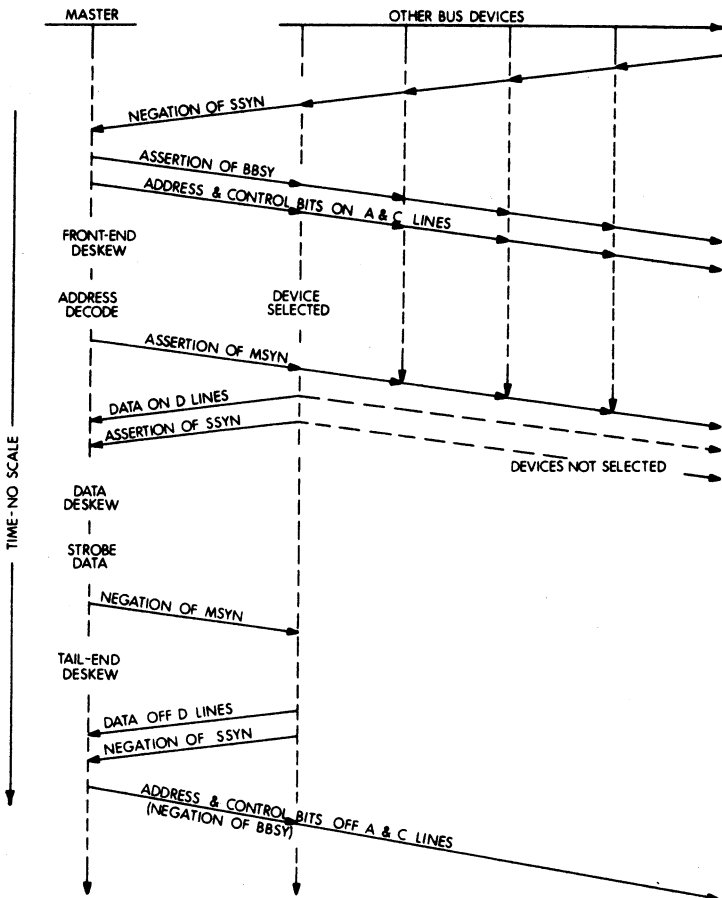 MASTER
OTHER BUS DEVICES
NEGATION OF SSYN
ASSERTION OF BBSY
ADDRESS & CONTROL BITS ON A & C LINES
FRONT-END
DESKEW
ADDRESS
DECODE
DEVICE
SELECTED
ASSERTION OF MSYN
DATA ON D LINES
ASSERTION OF SSYN
DEVICES NOT SELECTED
TIME-NO SCALE
DATA
DESKEW
STROBE
DATA
NEGATION OF MSYN
TAIL-END
DESKEW
DATA OFF D LINES
NEGATION OF SSYN
ADDRESS & CONTROL BITS OFF A & C LINES
(NEGATION OF BBSY)